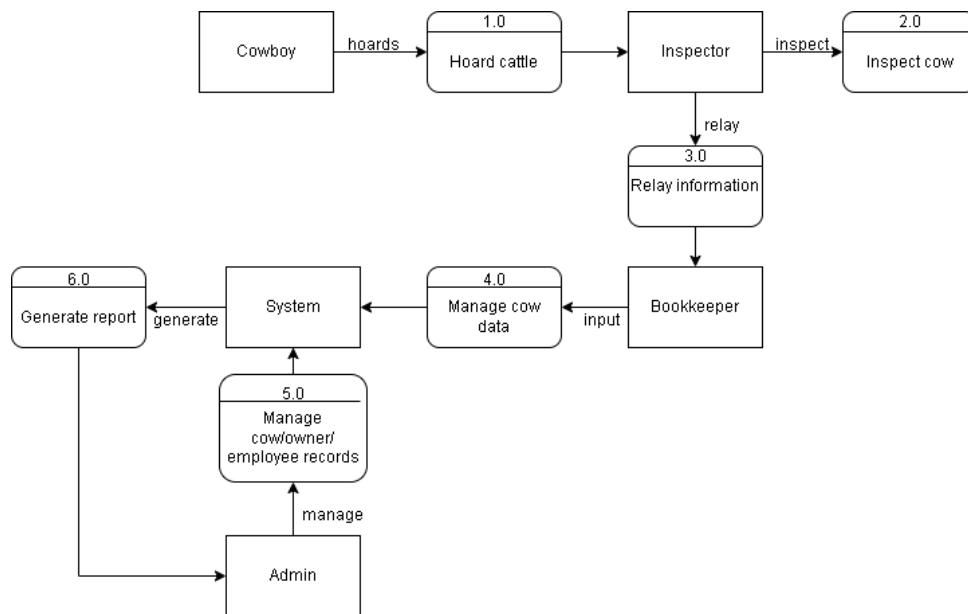 1.0
2.0
Cowboy
hoards
Hoard cattle
Inspector
inspect
Inspect cow
relay
3.0
Relay information
6.0
Generate report
generate
System
4.0
Manage cow
data
input
Bookkeeper
5.0
Manage
cow/owner/
employee records
manage
Admin